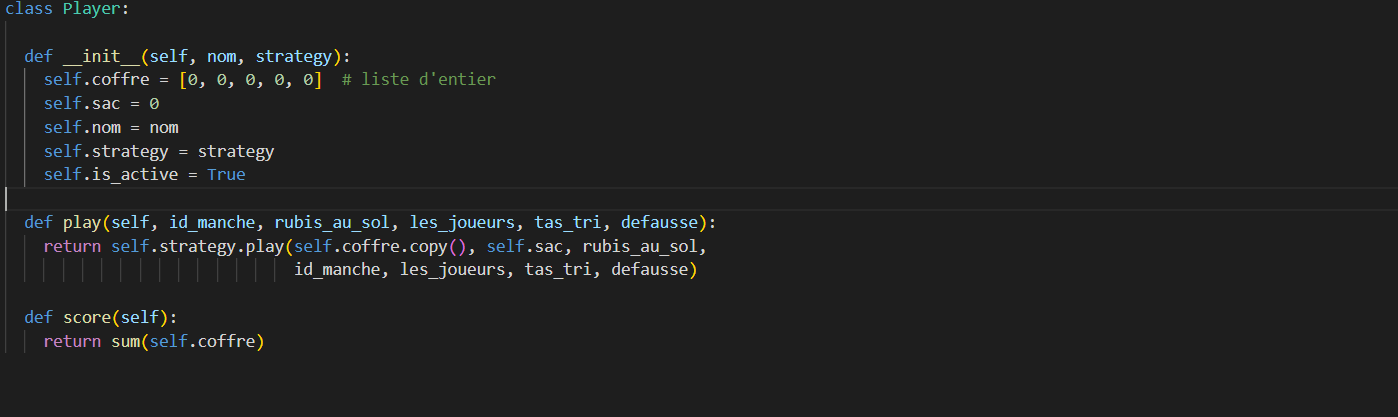 class Player:
def __init__(self, nom, strategy):
self.coffre = [0, 0, 0, 0, 0]  # liste d'entier
self.sac = 0
self.nom = nom
self.strategy = strategy
self.is_active = True
def play(self, id_manche, rubis_au_sol, les_joueurs, tas_tri, defausse):
return self.strategy.play(self.coffre.copy(), self.sac, rubis_au_sol,
id_manche, les_joueurs, tas_tri, defausse)
def score(self):
return sum(self.coffre)